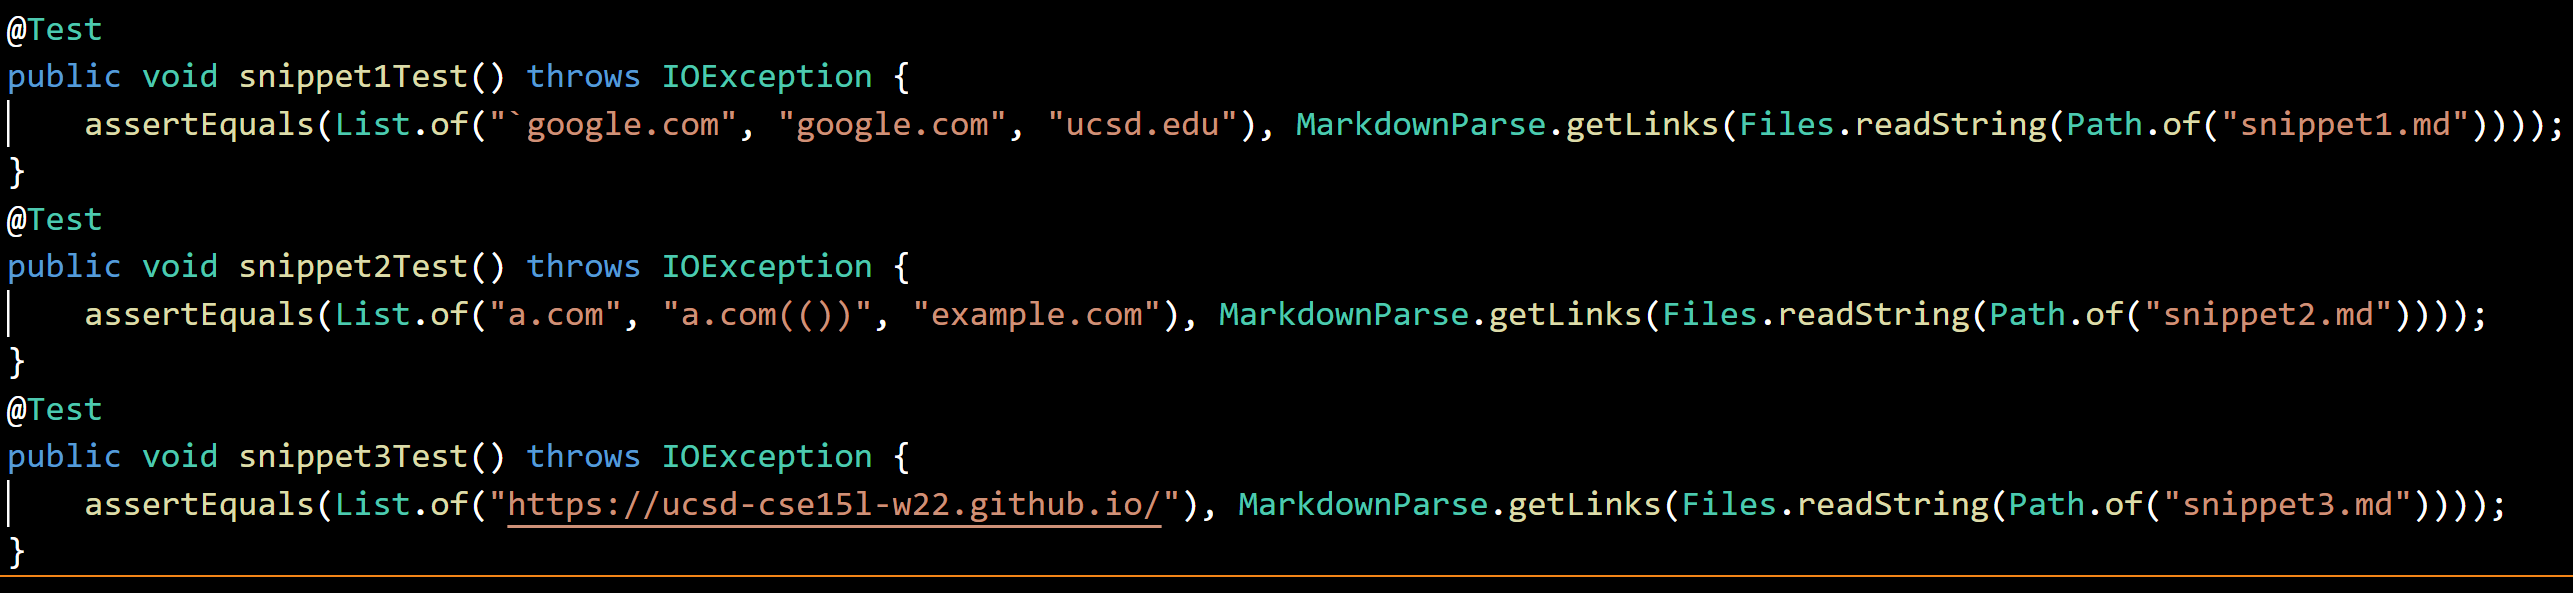 @Test
public void snippet1Test() throws IOException {
    assertEquals(List.of("`google.com", "google.com", "ucsd.edu"), MarkdownParse.getLinks(Files.readString(Path.of("snippet1.md"))));
}
@Test
public void snippet2Test() throws IOException {
    assertEquals(List.of("a.com", "a.com(())", "example.com"), MarkdownParse.getLinks(Files.readString(Path.of("snippet2.md"))));
}
@Test
public void snippet3Test() throws IOException {
    assertEquals(List.of("https://ucsd-cse15l-w22.github.io/"), MarkdownParse.getLinks(Files.readString(Path.of("snippet3.md"))));
}